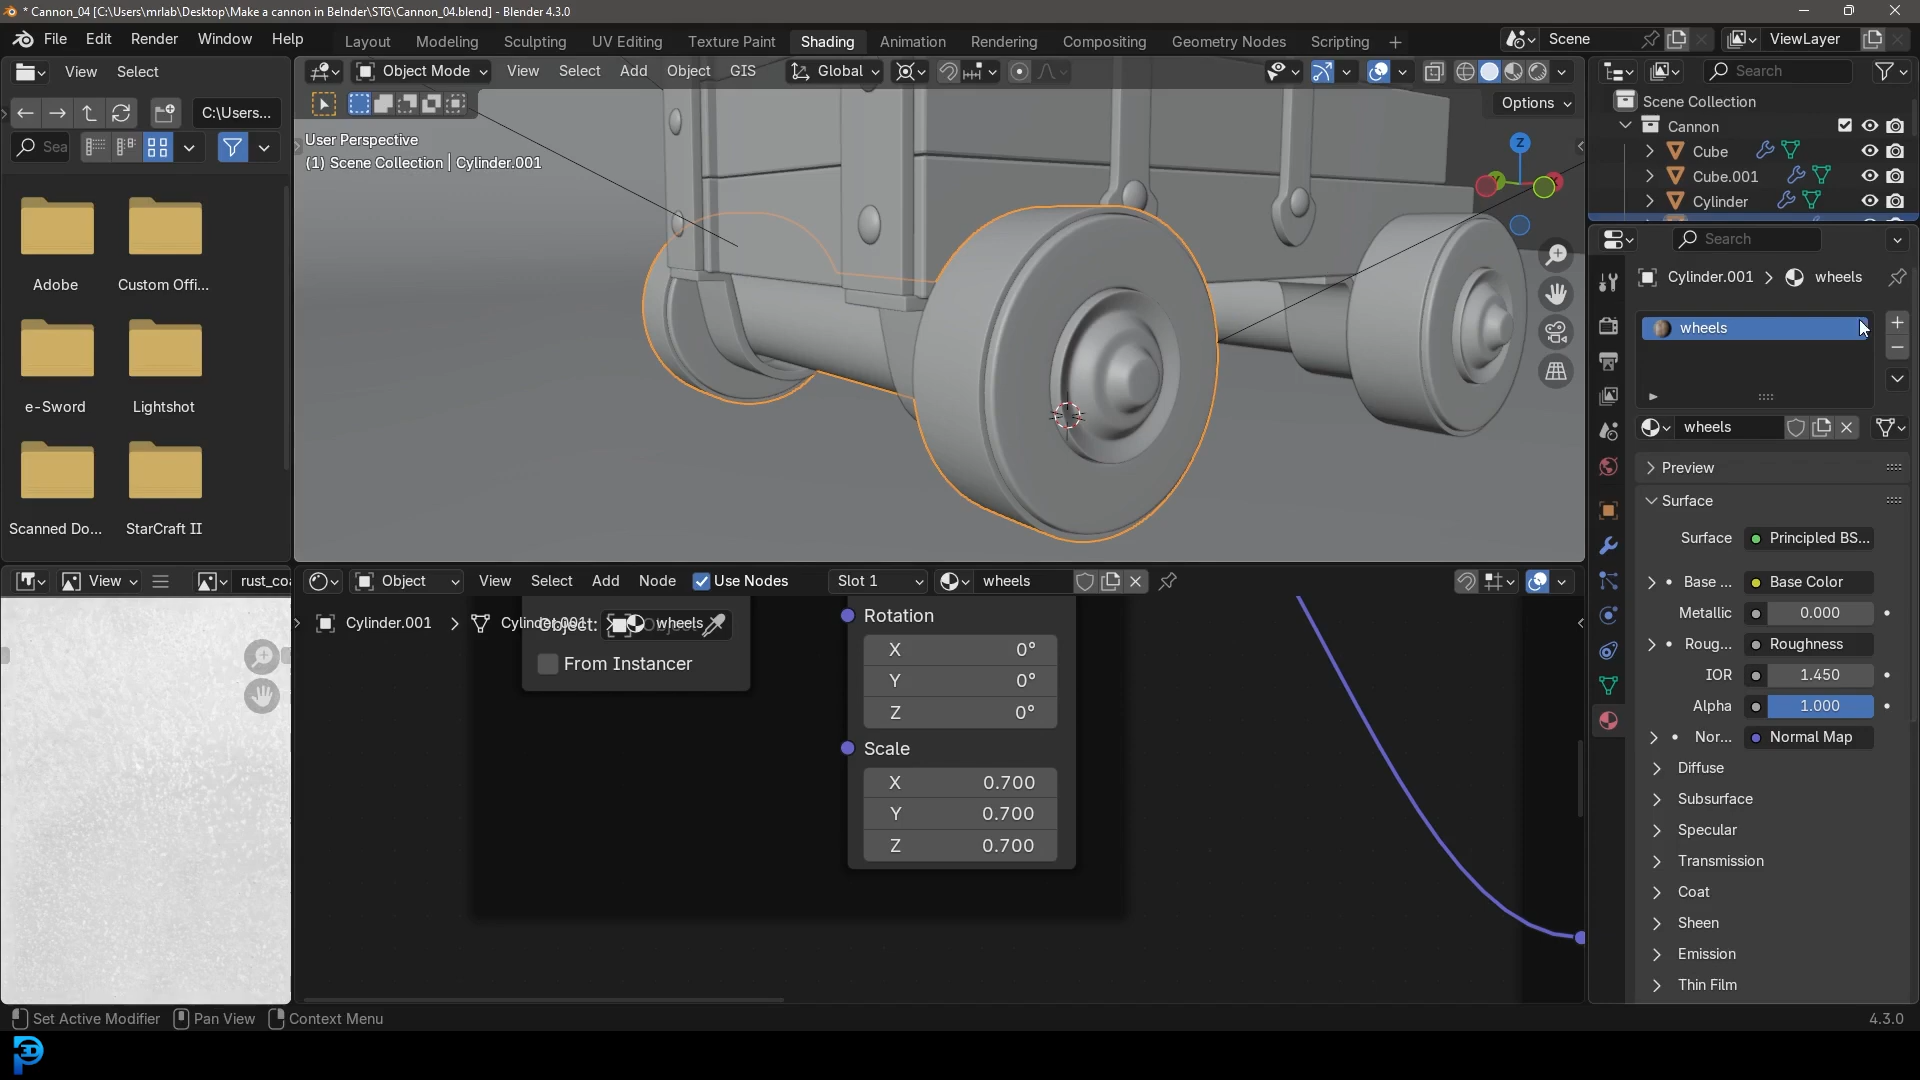 * Cannon_04 [C:\Users\mrlab\Desktop\Make a cannon in Belnder\STG\Cannon_04.blend] - Blender 4.3.0
File Edit Render Window Help Layout Modeling Sculpting UV Editing Texture Paint Shading Animation Rendering Compositing Geometry Nodes Scripting + Scene ViewLayer
View Select
Object Mode View Select Add Object GIS Global
Search
C:\Users...
Options
Sea
User Perspective
(1) Scene Collection | Cylinder.001
Z
Scene Collection
Cannon
Cube
Cube.001
Cylinder
Search
Adobe
Custom Offi...
e-Sword
Lightshot
Scanned Do...
StarCraft II
Cylinder.001 > wheels
wheels
wheels
Preview
Surface
Surface Principled BS...
Base ... Base Color
Metallic 0.000
Roug... Roughness
IOR 1.450
Alpha 1.000
Nor... Normal Map
Diffuse
Subsurface
Specular
Transmission
Coat
Sheen
Emission
Thin Film
View rust_coa
Object View Select Add Node Use Nodes Slot 1 wheels
Cylinder.001 > Cylinder.001 > wheels
Object: Object
From Instancer
Rotation
X 0°
Y 0°
Z 0°
Scale
X 0.700
Y 0.700
Z 0.700
Set Active Modifier Pan View Context Menu
4.3.0
3D